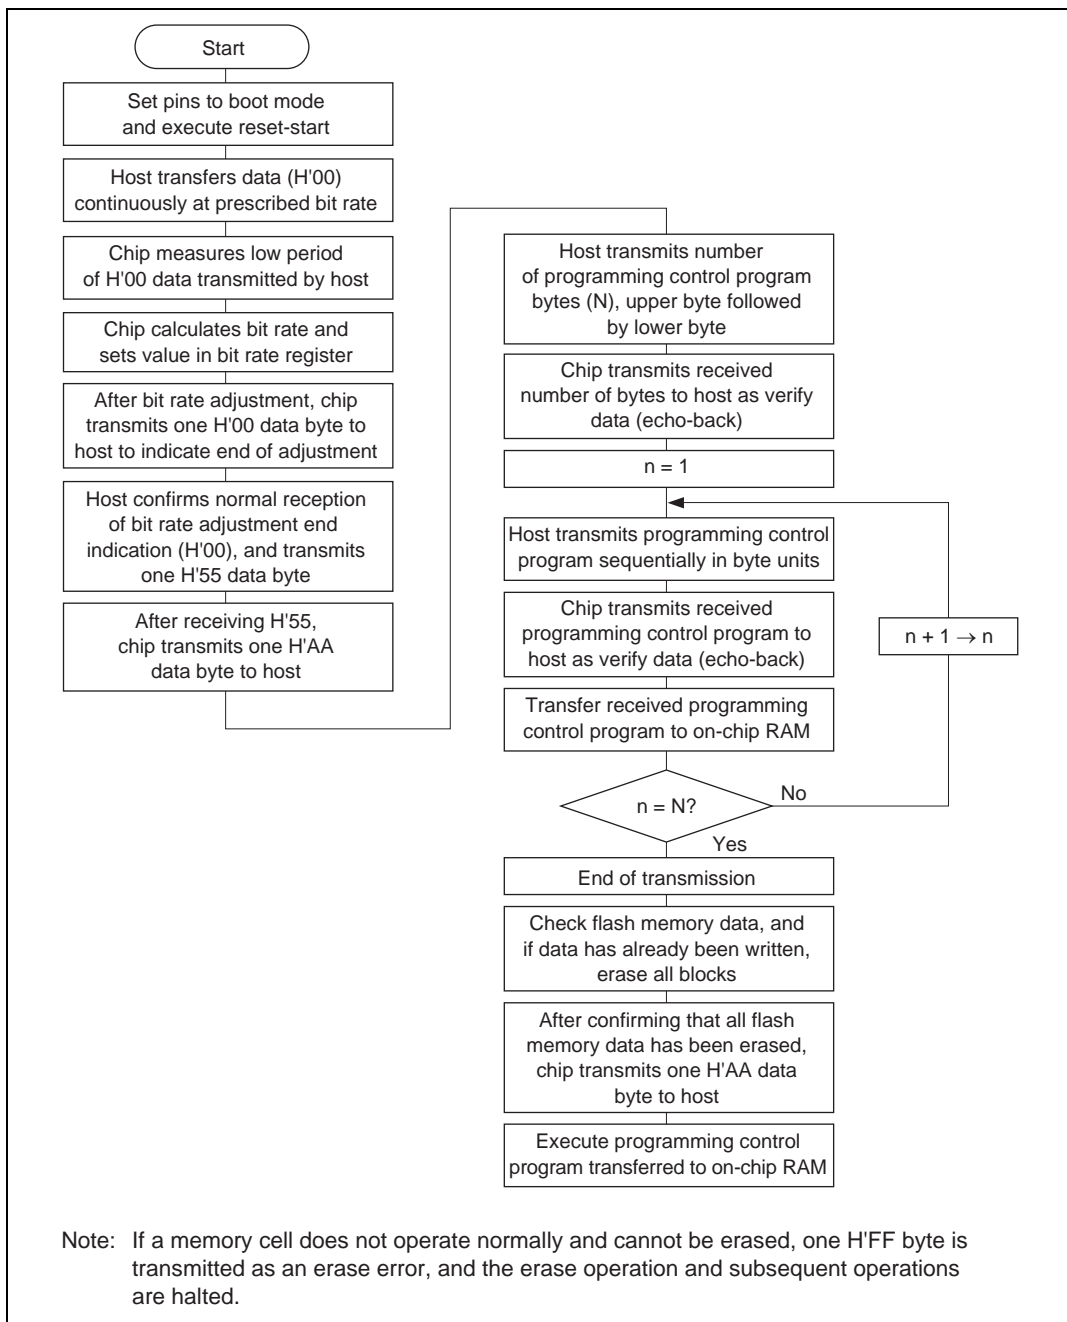 Start
Set pins to boot mode
and execute reset-start
Host transfers data (H'00)
continuously at prescribed bit rate
Chip measures low period
of H'00 data transmitted by host
Chip calculates bit rate and
sets value in bit rate register
After bit rate adjustment, chip
transmits one H'00 data byte to
host to indicate end of adjustment
Host confirms normal reception
of bit rate adjustment end
indication (H'00), and transmits
one H'55 data byte
After receiving H'55,
chip transmits one H'AA
data byte to host
Host transmits number
of programming control program
bytes (N), upper byte followed
by lower byte
Chip transmits received
number of bytes to host as verify
data (echo-back)
n = 1
Host transmits programming control
program sequentially in byte units
Chip transmits received
programming control program to
host as verify data (echo-back)
n + 1 → n
Transfer received programming
control program to on-chip RAM
n = N?
No
Yes
End of transmission
Check flash memory data, and
if data has already been written,
erase all blocks
After confirming that all flash
memory data has been erased,
chip transmits one H'AA data
byte to host
Execute programming control
program transferred to on-chip RAM
Note: If a memory cell does not operate normally and cannot be erased, one H'FF byte is
transmitted as an erase error, and the erase operation and subsequent operations
are halted.